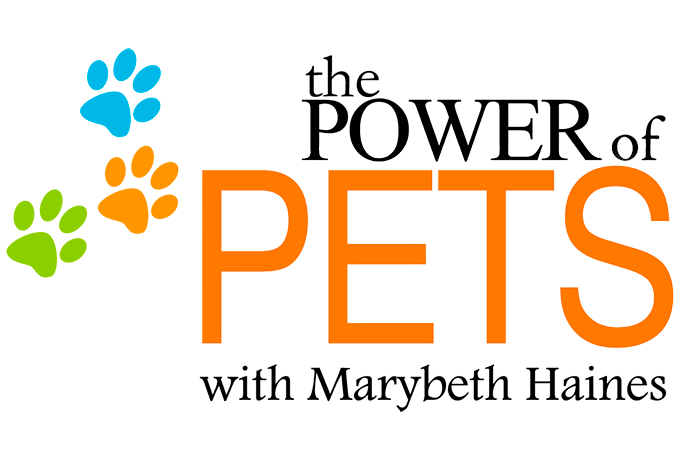 the
POWER of
PETS
with Marybeth Haines